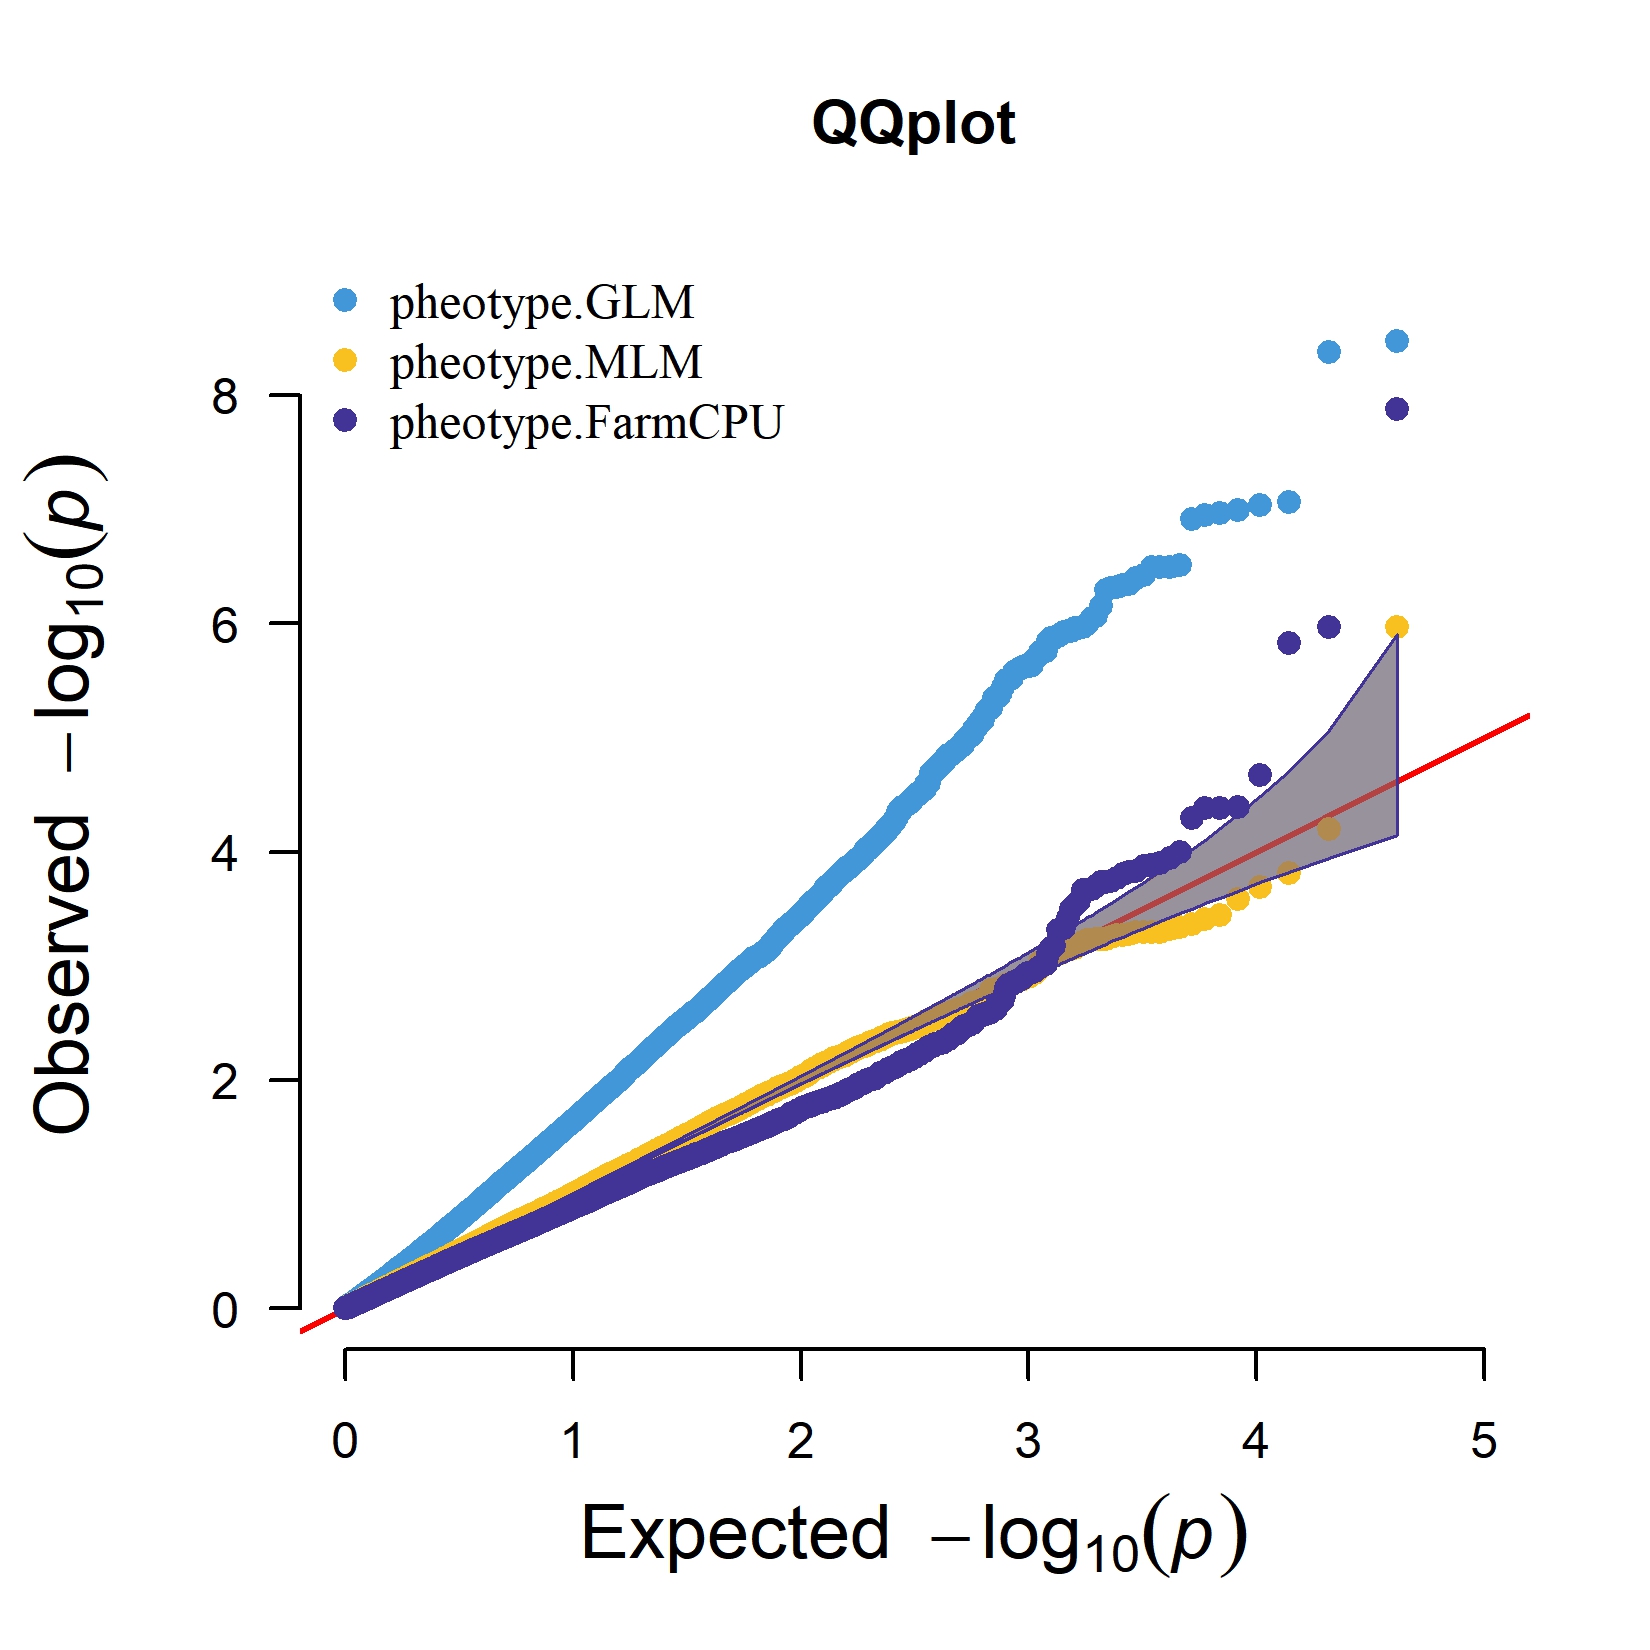 QQplot
pheotype.GLM
pheotype.MLM
pheotype.FarmCPU
Observed −log₁₀(p)
8
6
4
2
0
0 1 2 3 4 5
Expected −log₁₀(p)